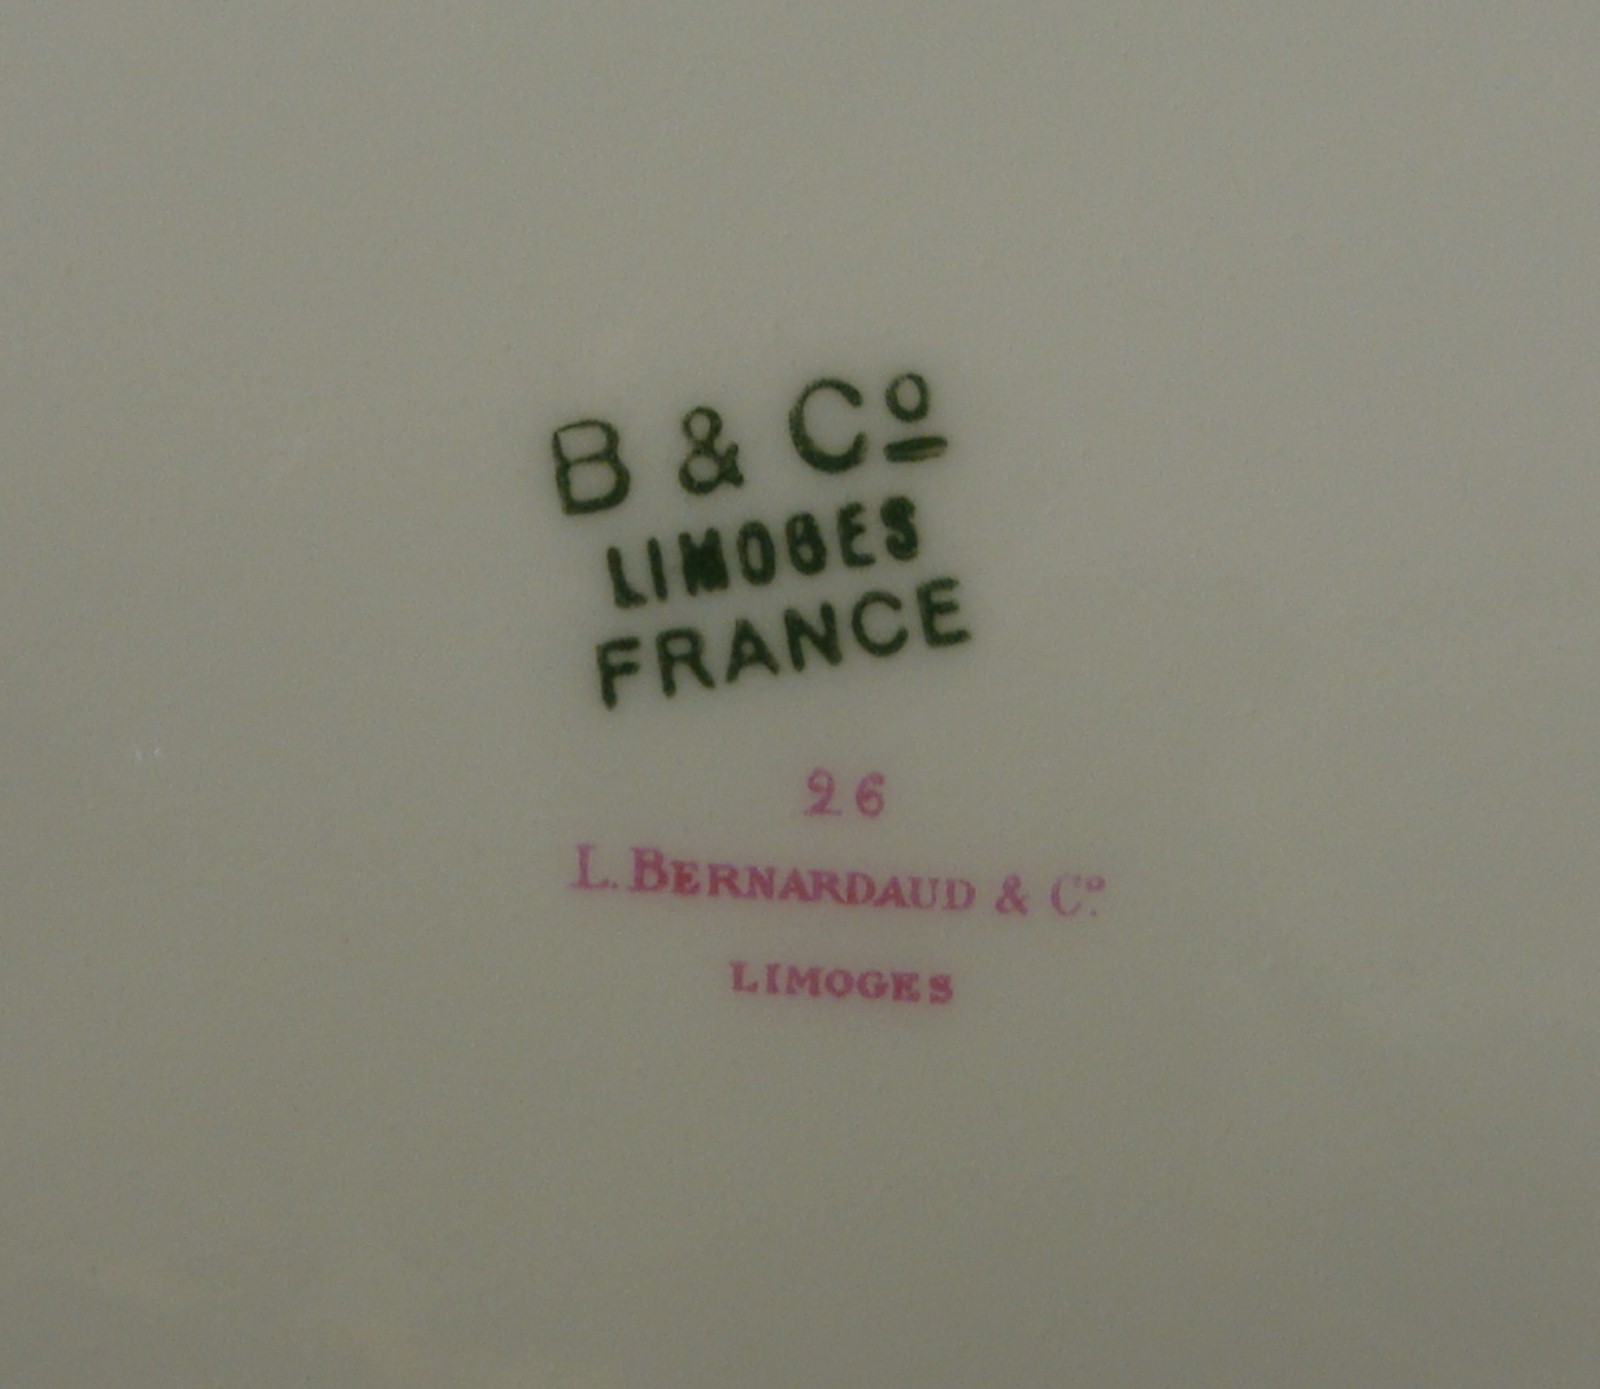 B & Cº
LIMOGES
FRANCE
26
L. BERNARDAUD & Cº
LIMOGES